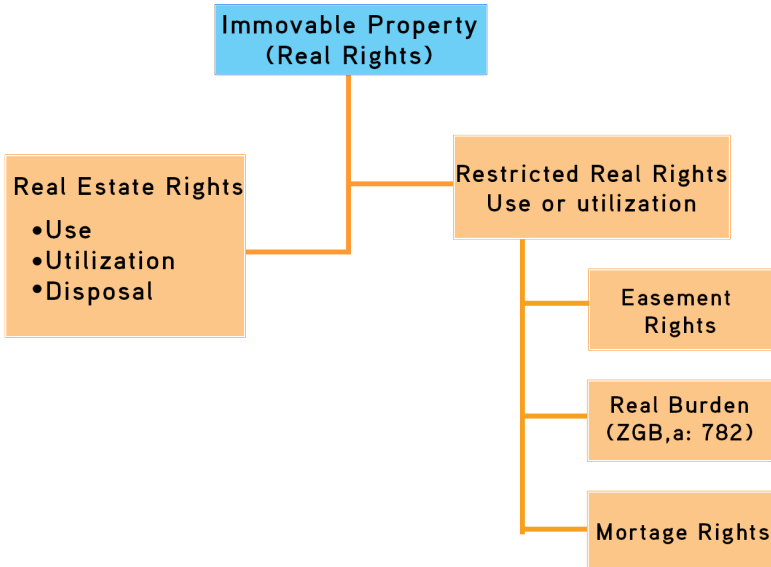 Immovable Property
(Real Rights)
Real Estate Rights
•Use
•Utilization
•Disposal
Restricted Real Rights
Use or utilization
Easement
Rights
Real Burden
(ZGB,a: 782)
Mortage Rights